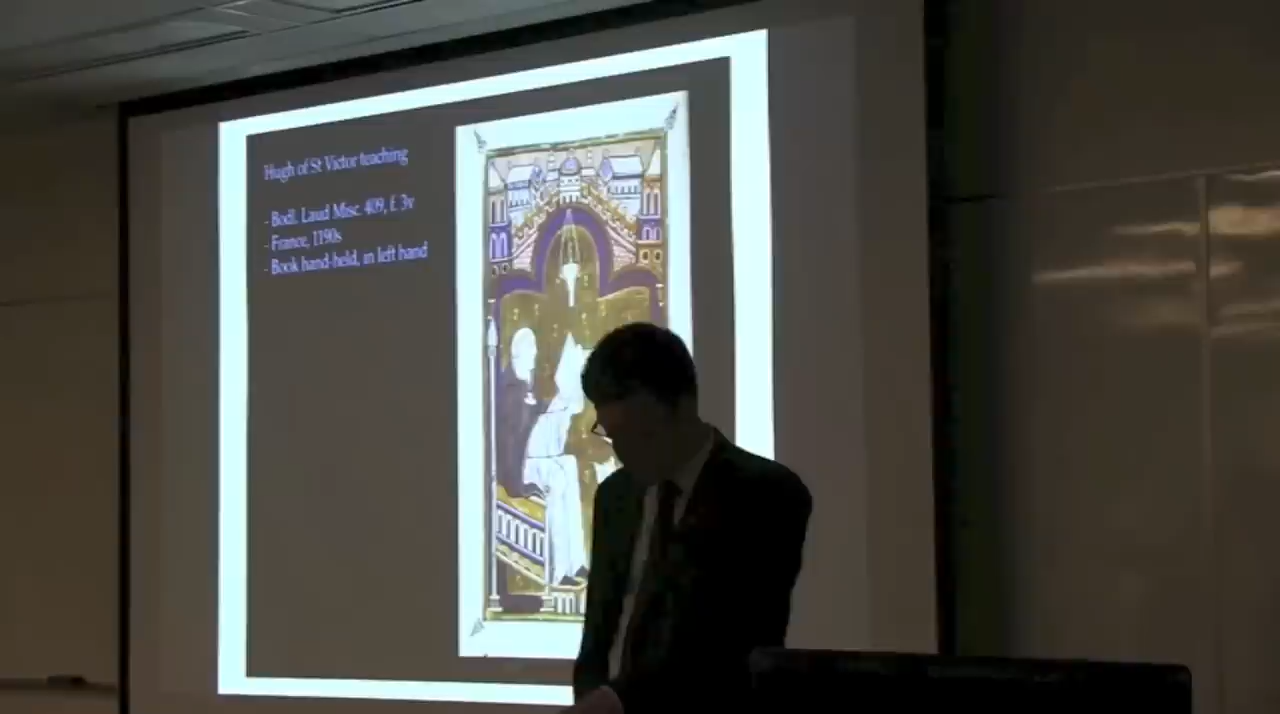 Hugh of St Victor teaching
- Bodl. Laud Misc. 409, f. 3v
- France, 1190s
- Book hand-held, in left hand